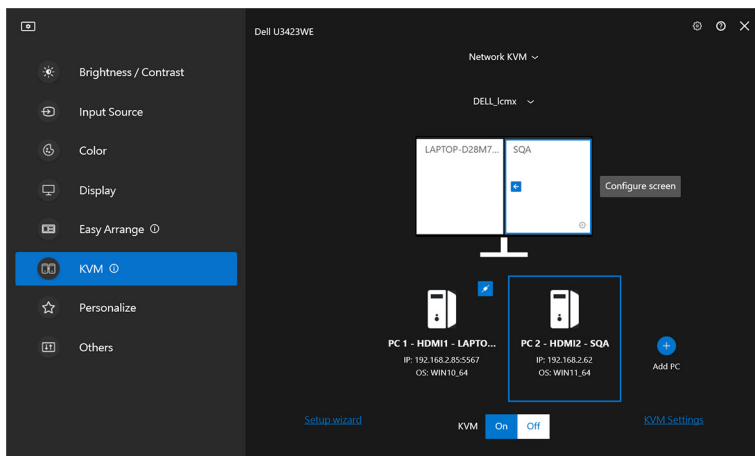 Dell U3423WE
Brightness / Contrast
Input Source
Color
Display
Easy Arrange
KVM
Personalize
Others
Network KVM
DELL_lcmx
LAPTOP-D28M7...
SQA
Configure screen
PC 1 - HDMI1 - LAPTO...
IP: 192.168.2.85:5567
OS: WIN10_64
PC 2 - HDMI2 - SQA
IP: 192.168.2.62
OS: WIN11_64
Add PC
Setup wizard
KVM
On
Off
KVM Settings